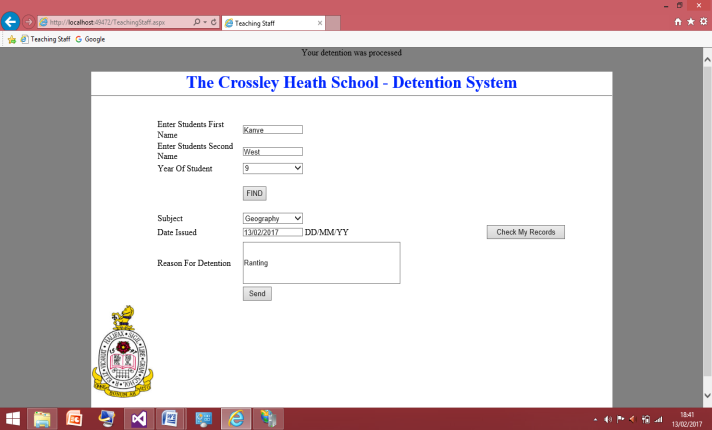 http://localhost:49472/TeachingStaff.aspx
Teaching Staff
Teaching Staff
Google
Your detention was processed
The Crossley Heath School - Detention System
Enter Students First
Name
Kanye
Enter Students Second
Name
West
Year Of Student
9
FIND
Subject
Geography
Date Issued
13/02/2017
DD/MM/YY
Check My Records
Reason For Detention
Ranting
Send
18:41
13/02/2017